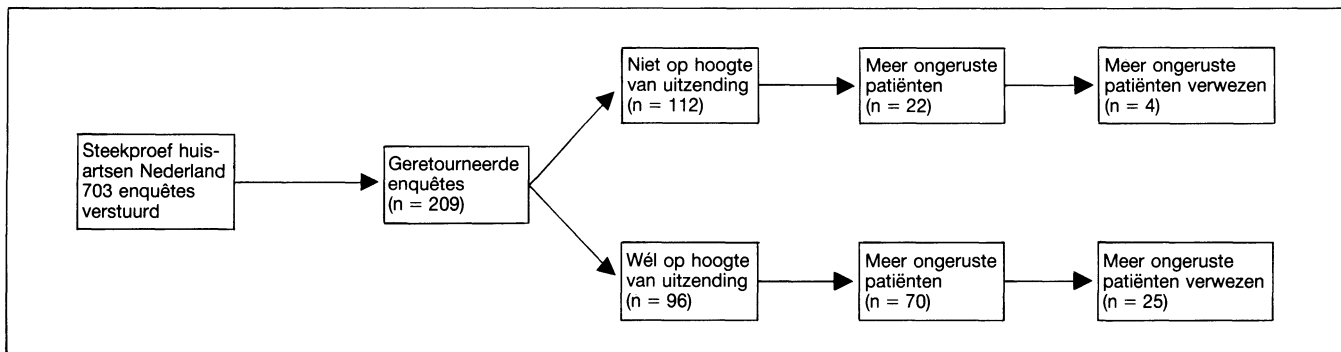 Steekproef huis-
artsen Nederland
703 enquêtes
verstuurd
Geretourneerde
enquêtes
(n = 209)
Niet op hoogte
van uitzending
(n = 112)
Meer ongeruste
patiënten
(n = 22)
Meer ongeruste
patiënten verwezen
(n = 4)
Wél op hoogte
van uitzending
(n = 96)
Meer ongeruste
patiënten
(n = 70)
Meer ongeruste
patiënten verwezen
(n = 25)